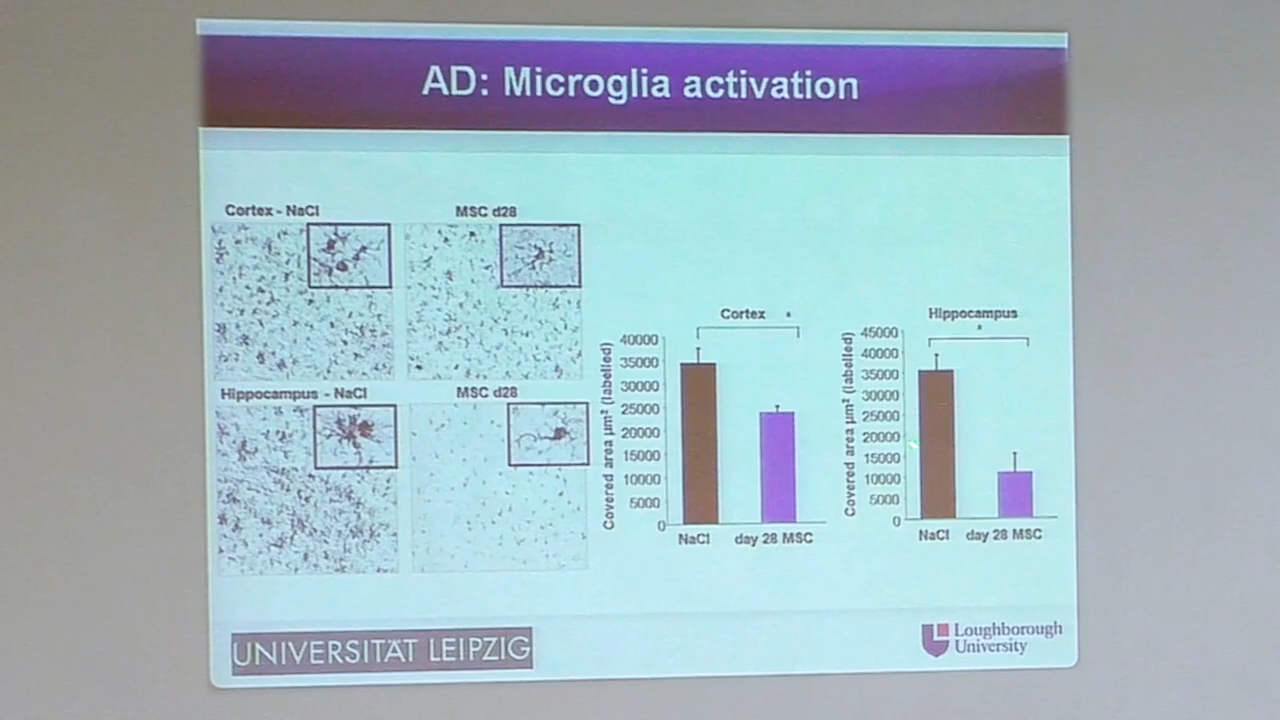 AD: Microglia activation
Cortex - NaCl
MSC d28
Hippocampus - NaCl
MSC d28
Cortex *
Covered area µm² (labelled)
40000
35000
30000
25000
20000
15000
10000
5000
0
NaCl
day 28 MSC
Hippocampus
*
Covered area µm² (labelled)
45000
40000
35000
30000
25000
20000
15000
10000
5000
0
NaCl
day 28 MSC
UNIVERSITÄT LEIPZIG
Loughborough
University